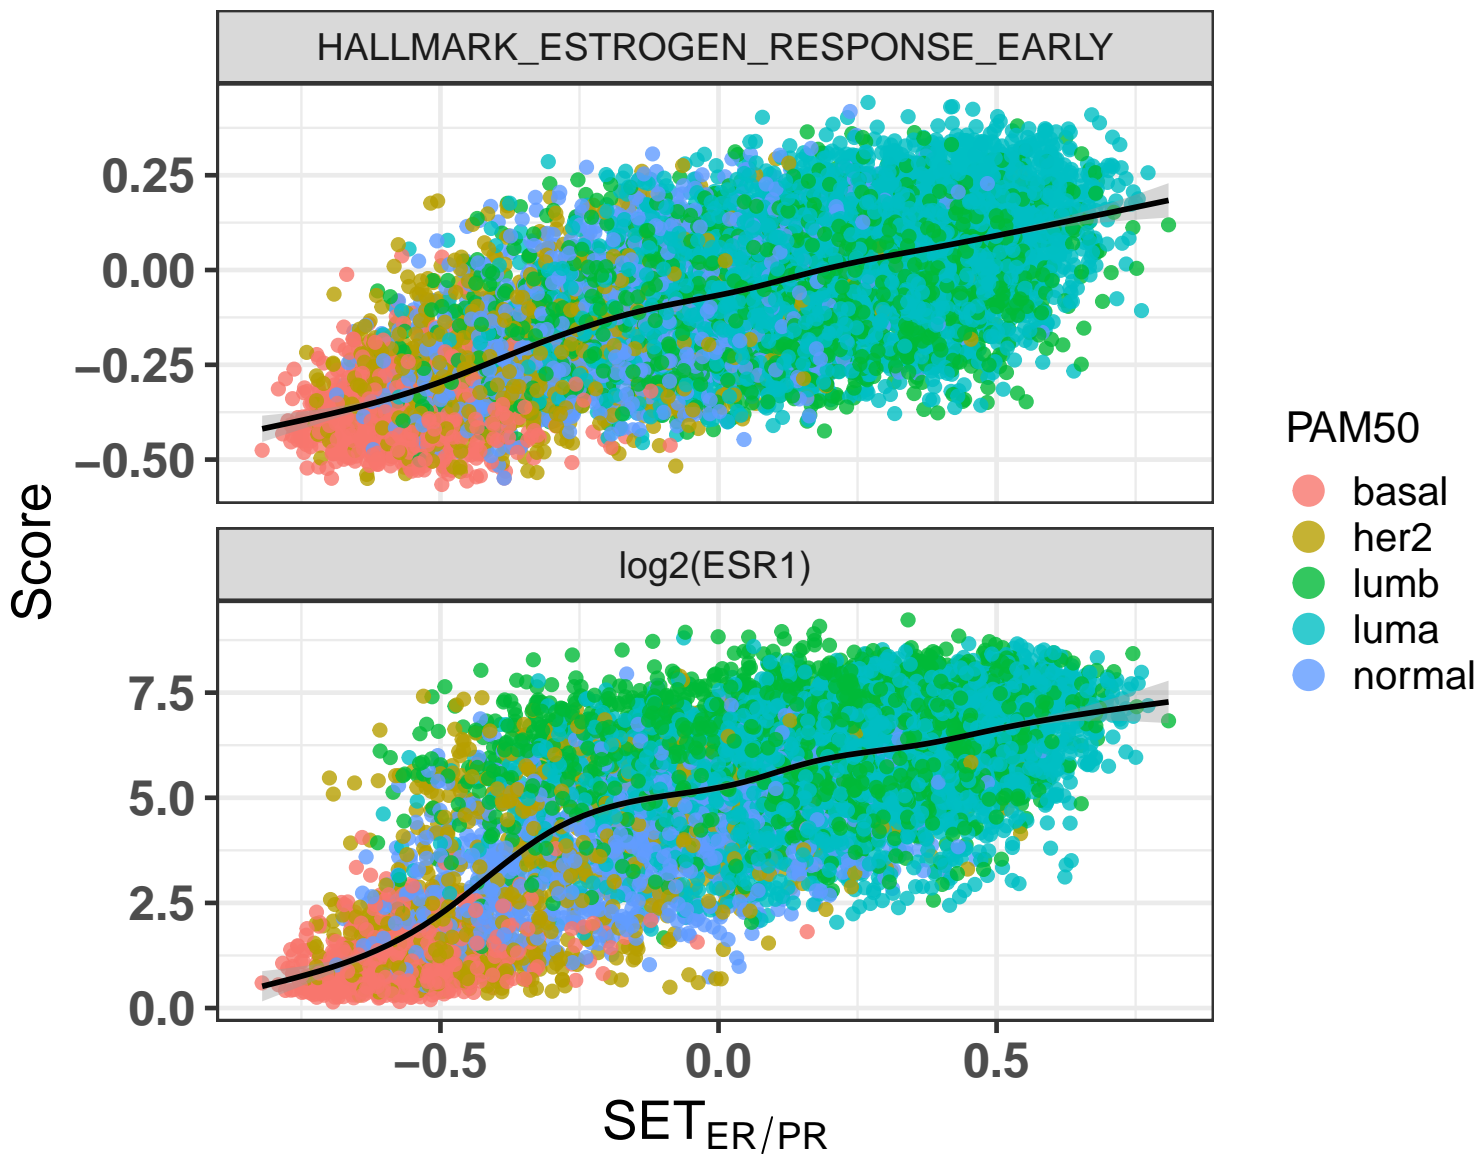 HALLMARK_ESTROGEN_RESPONSE_EARLY
0.25
0.00
−0.25
−0.50
log2(ESR1)
7.5
5.0
2.5
0.0
−0.5 0.0 0.5
SET_ER/PR
Score
PAM50
basal
her2
lumb
luma
normal